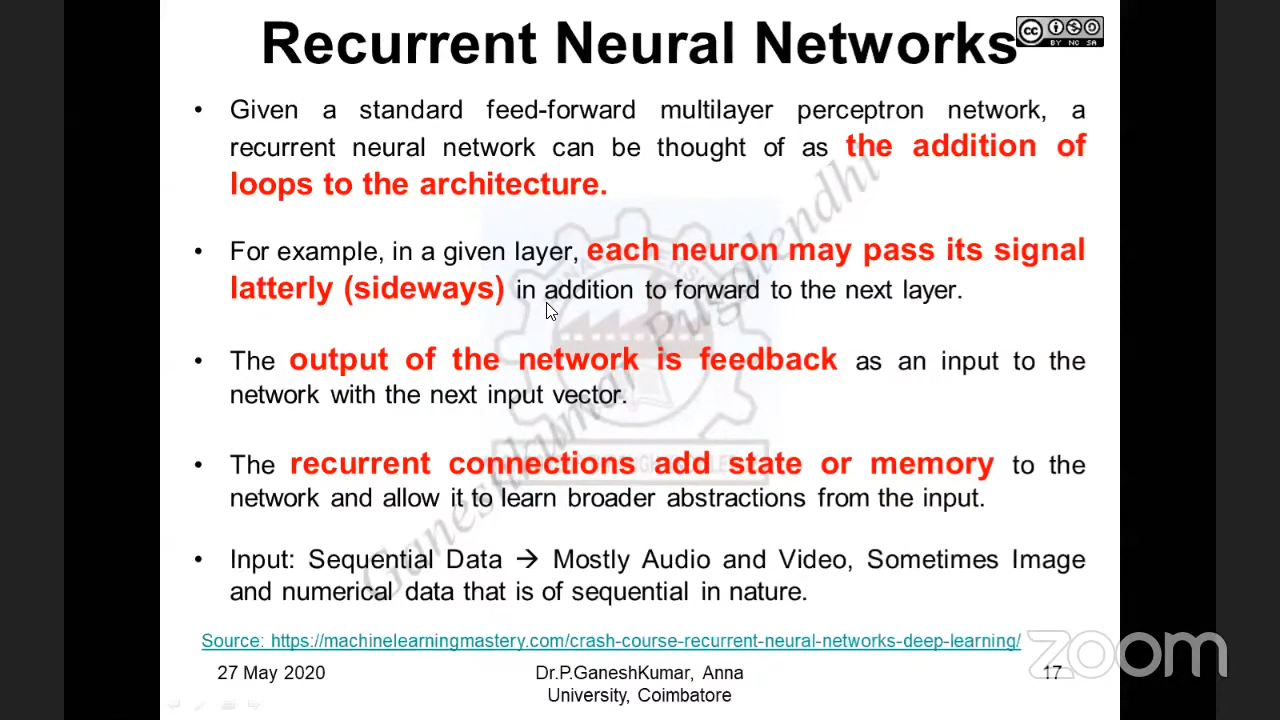 Recurrent Neural Networks
cc BY NC SA
• Given a standard feed-forward multilayer perceptron network, a
recurrent neural network can be thought of as the addition of
loops to the architecture.
• For example, in a given layer, each neuron may pass its signal
latterly (sideways) in addition to forward to the next layer.
• The output of the network is feedback as an input to the
network with the next input vector.
• The recurrent connections add state or memory to the
network and allow it to learn broader abstractions from the input.
• Input: Sequential Data → Mostly Audio and Video, Sometimes Image
and numerical data that is of sequential in nature.
Source: https://machinelearningmastery.com/crash-course-recurrent-neural-networks-deep-learning/
27 May 2020
Dr.P.GaneshKumar, Anna
University, Coimbatore
17
zoom
Ganeshkumar Pugalendhi